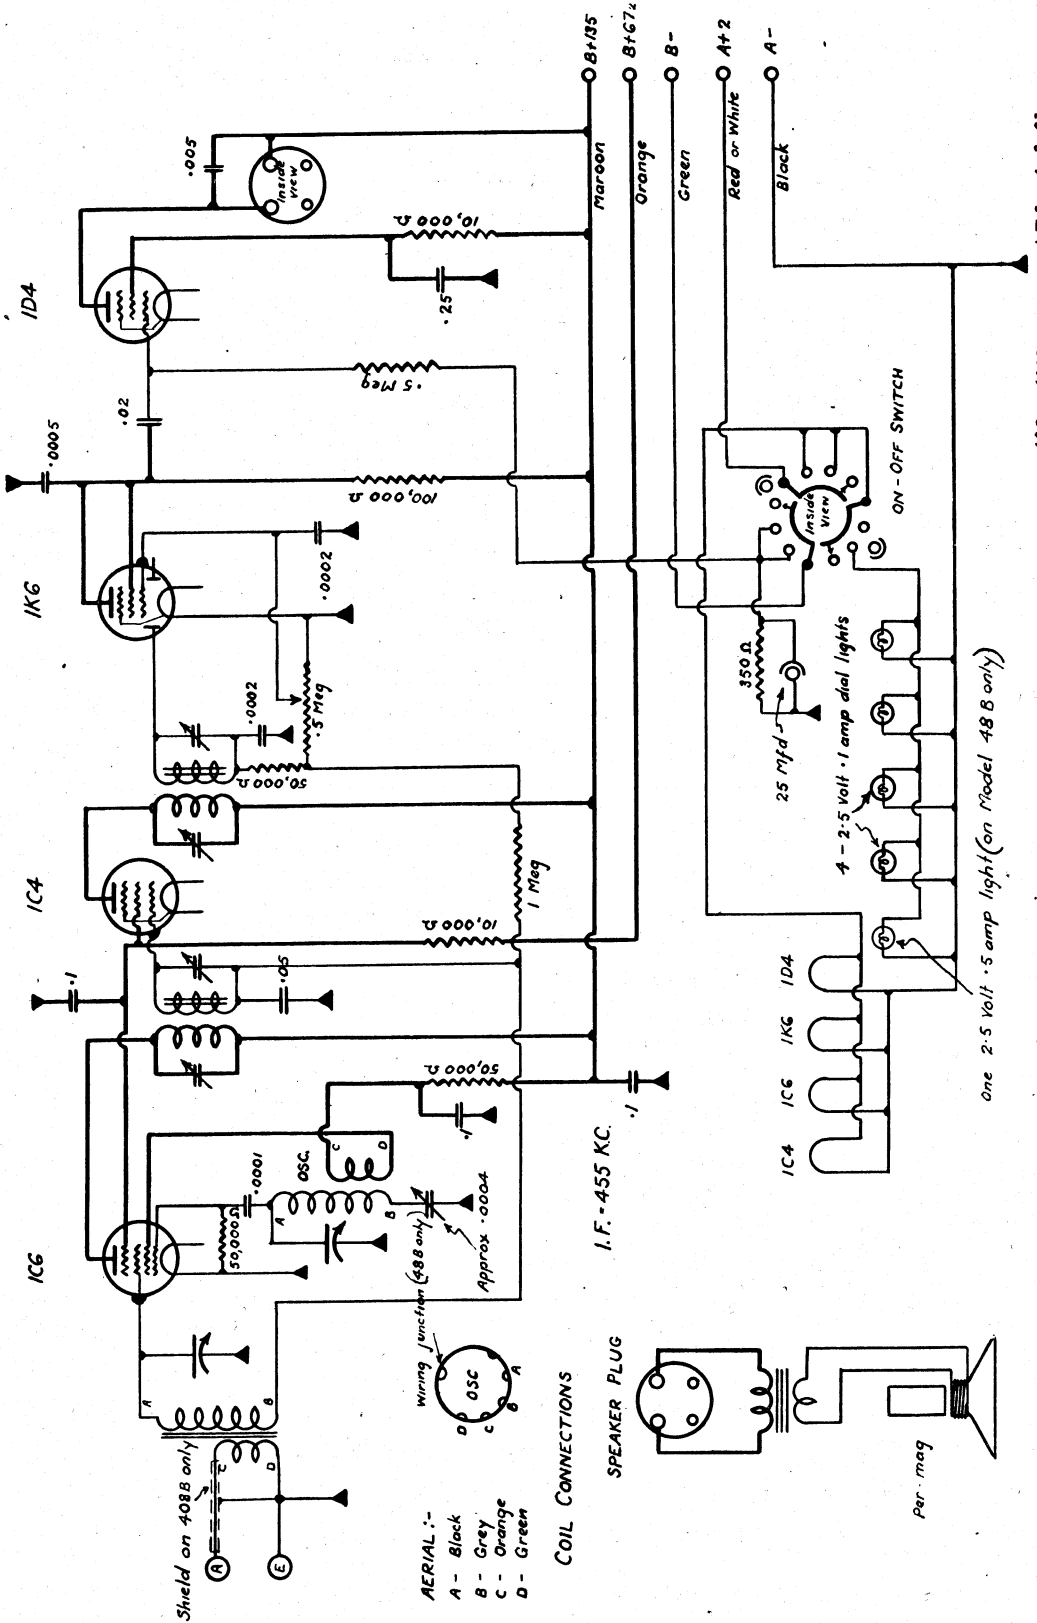 1C6
1C4
1K6
1D4
Shield on 408B only
A
E
A
B
C
D
50,000 Ω
.0001
OSC.
A
B
C
D
.1
50,000 Ω
.1
Approx .0004
.1
.05
10,000 Ω
1 Meg
50,000 Ω
.0002
.5 Meg
.0002
.0005
100,000 Ω
.02
.5 Meg
.25
10,000 Ω
.005
Inside
view
B+135
Maroon
Orange
B-
Green
A+2
Red or White
A-
Black
AERIAL:-
A - Black
B - Grey
C - Orange
D - Green
Wiring junction (48B only)
OSC
D
C
B
A
COIL CONNECTIONS
I.F. - 455 K.C.
SPEAKER PLUG
Per-mag
1C4
1C6
1K6
1D4
350 Ω
25 Mfd
4 - 2.5 Volt .1 amp dial lights
Inside
view
ON-OFF SWITCH
One 2.5 Volt .5 amp light (on Model 48B only)